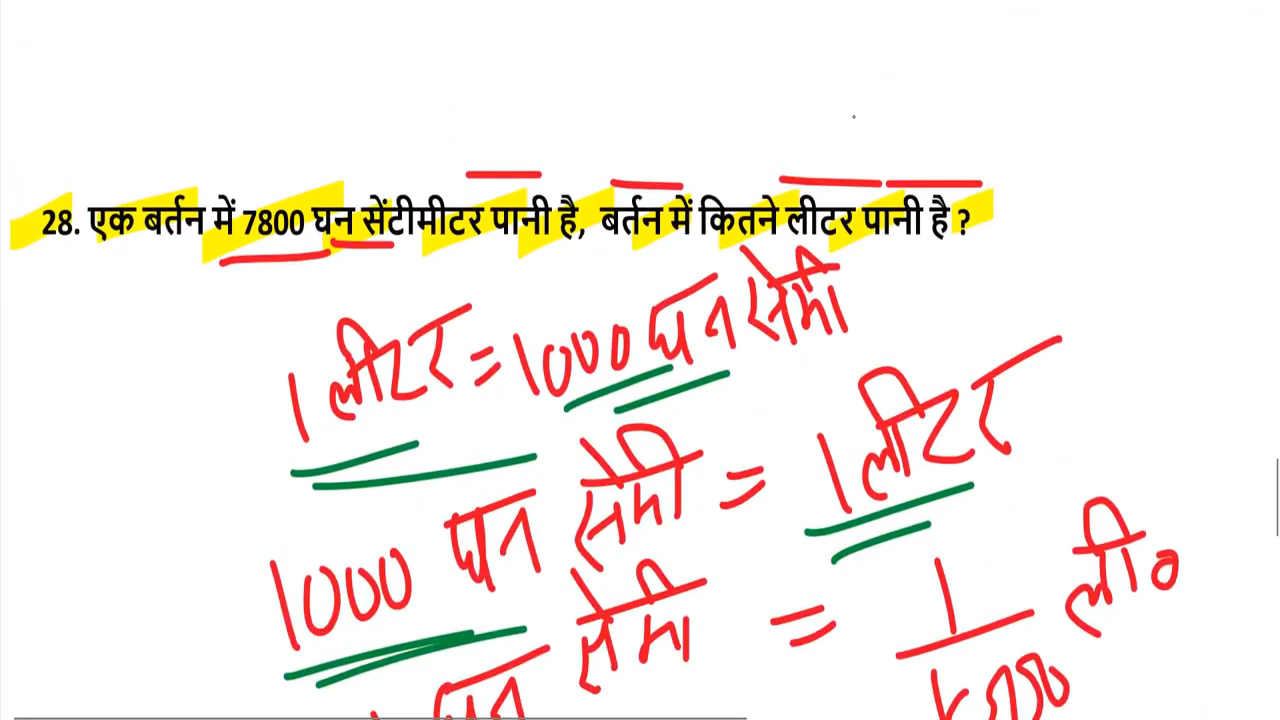 28. एक बर्तन में 7800 घन सेंटीमीटर पानी है, बर्तन में कितने लीटर पानी है ?
1 लीटर = 1000 घन सेमी
1000 घन सेमी = 1 लीटर
घन सेमी = 1/1000 ली०